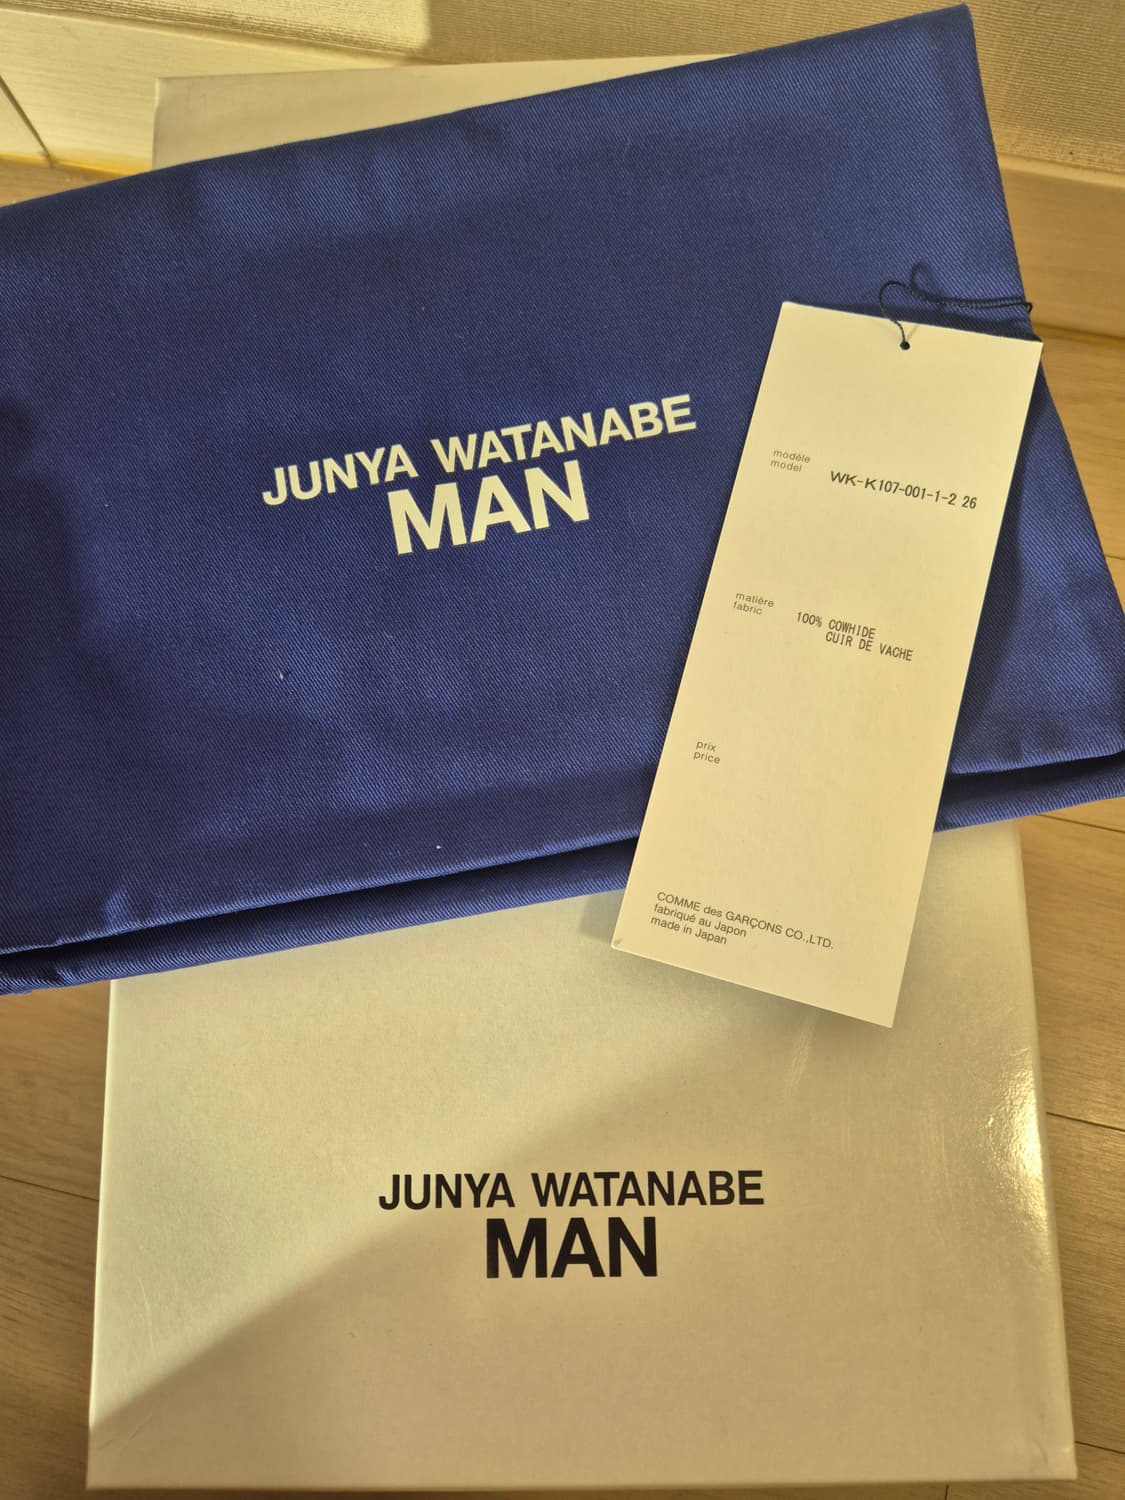 JUNYA WATANABE
MAN
modèle
model
WK-K107-001-1-2 26
matière
fabric
100% COWHIDE
CUIR DE VACHE
prix
price
COMME des GARÇONS CO.,LTD.
fabriqué au Japon
made in Japan
JUNYA WATANABE
MAN